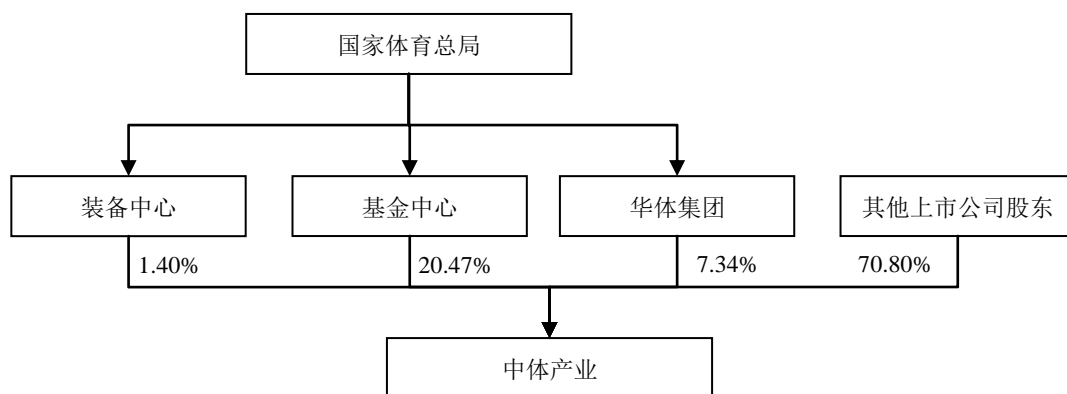 国家体育总局
装备中心
基金中心
华体集团
其他上市公司股东
1.40%
20.47%
7.34%
70.80%
中体产业